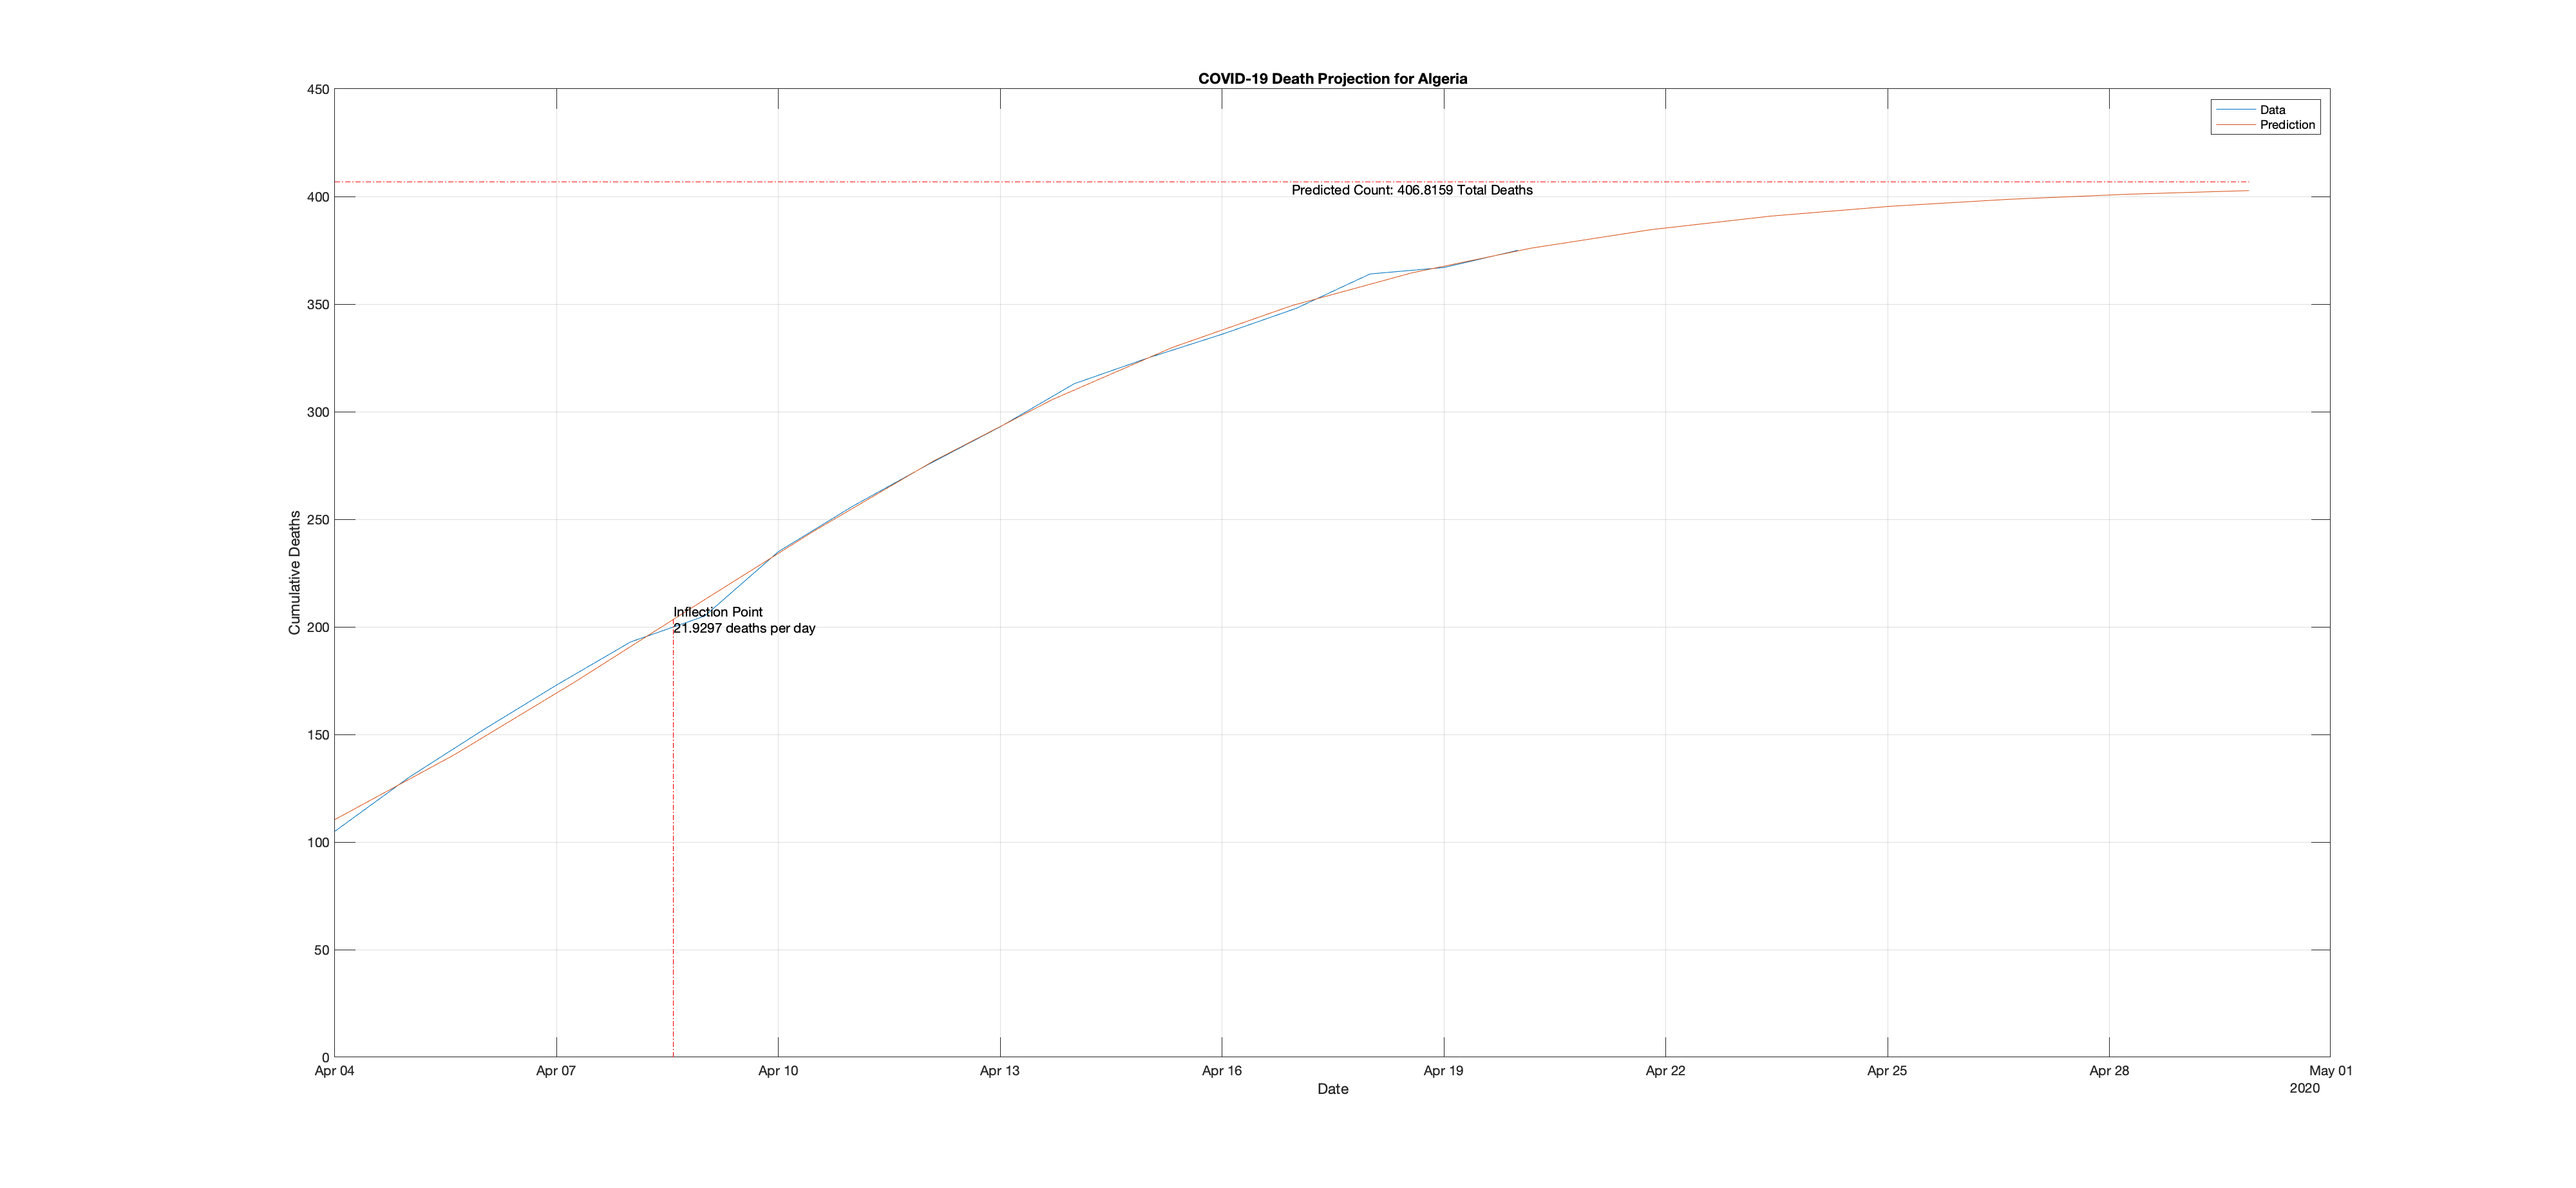 COVID-19 Death Projection for Algeria
450
400
350
300
250
200
150
100
50
0
Cumulative Deaths
Data
Prediction
Predicted Count: 406.8159 Total Deaths
Inflection Point
21.9297 deaths per day
Apr 04 Apr 07 Apr 10 Apr 13 Apr 16 Apr 19 Apr 22 Apr 25 Apr 28 May 01
2020
Date